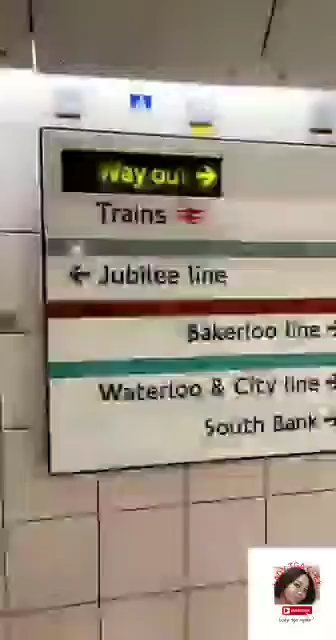 Way out →
Trains
← Jubilee line
Bakerloo line →
Waterloo & City line →
South Bank →